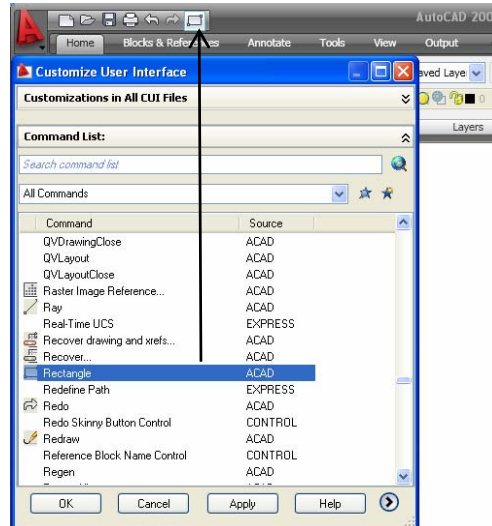 AutoCAD 200
Home Blocks & References Annotate Tools View Output
Customize User Interface
aved Laye
Customizations in All CUI Files
0
Layers
Command List:
Search command list
All Commands
Command Source
QVDrawingClose ACAD
QVLayout ACAD
QVLayoutClose ACAD
Raster Image Reference... ACAD
Ray ACAD
Real-Time UCS EXPRESS
Recover drawing and xrefs... ACAD
Recover... ACAD
Rectangle ACAD
Redefine Path EXPRESS
Redo ACAD
Redo Skinny Button Control CONTROL
Redraw ACAD
Reference Block Name Control CONTROL
Regen ACAD
OK Cancel Apply Help